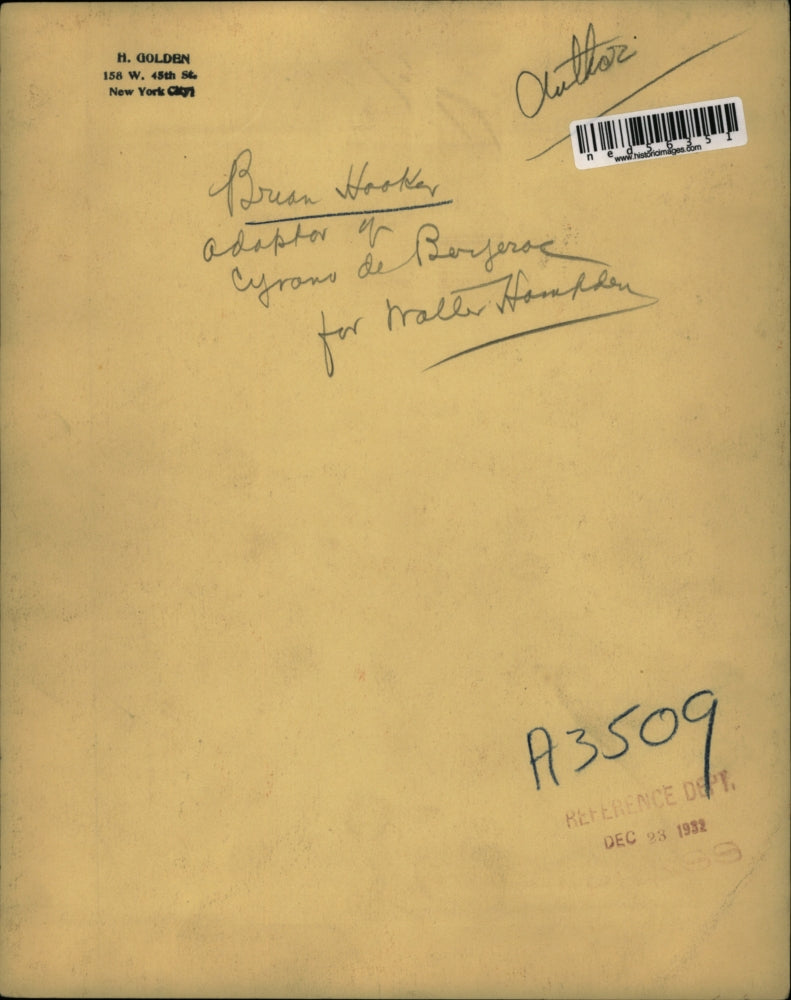 H. GOLDEN
158 W. 45th St.
New York City
Author
ned56351
www.historicimages.com
Brian Hooker
adaptor of
Cyrano de Bergerac
for Walter Hampden
A3509
REFERENCE DEPT.
DEC 23 1932